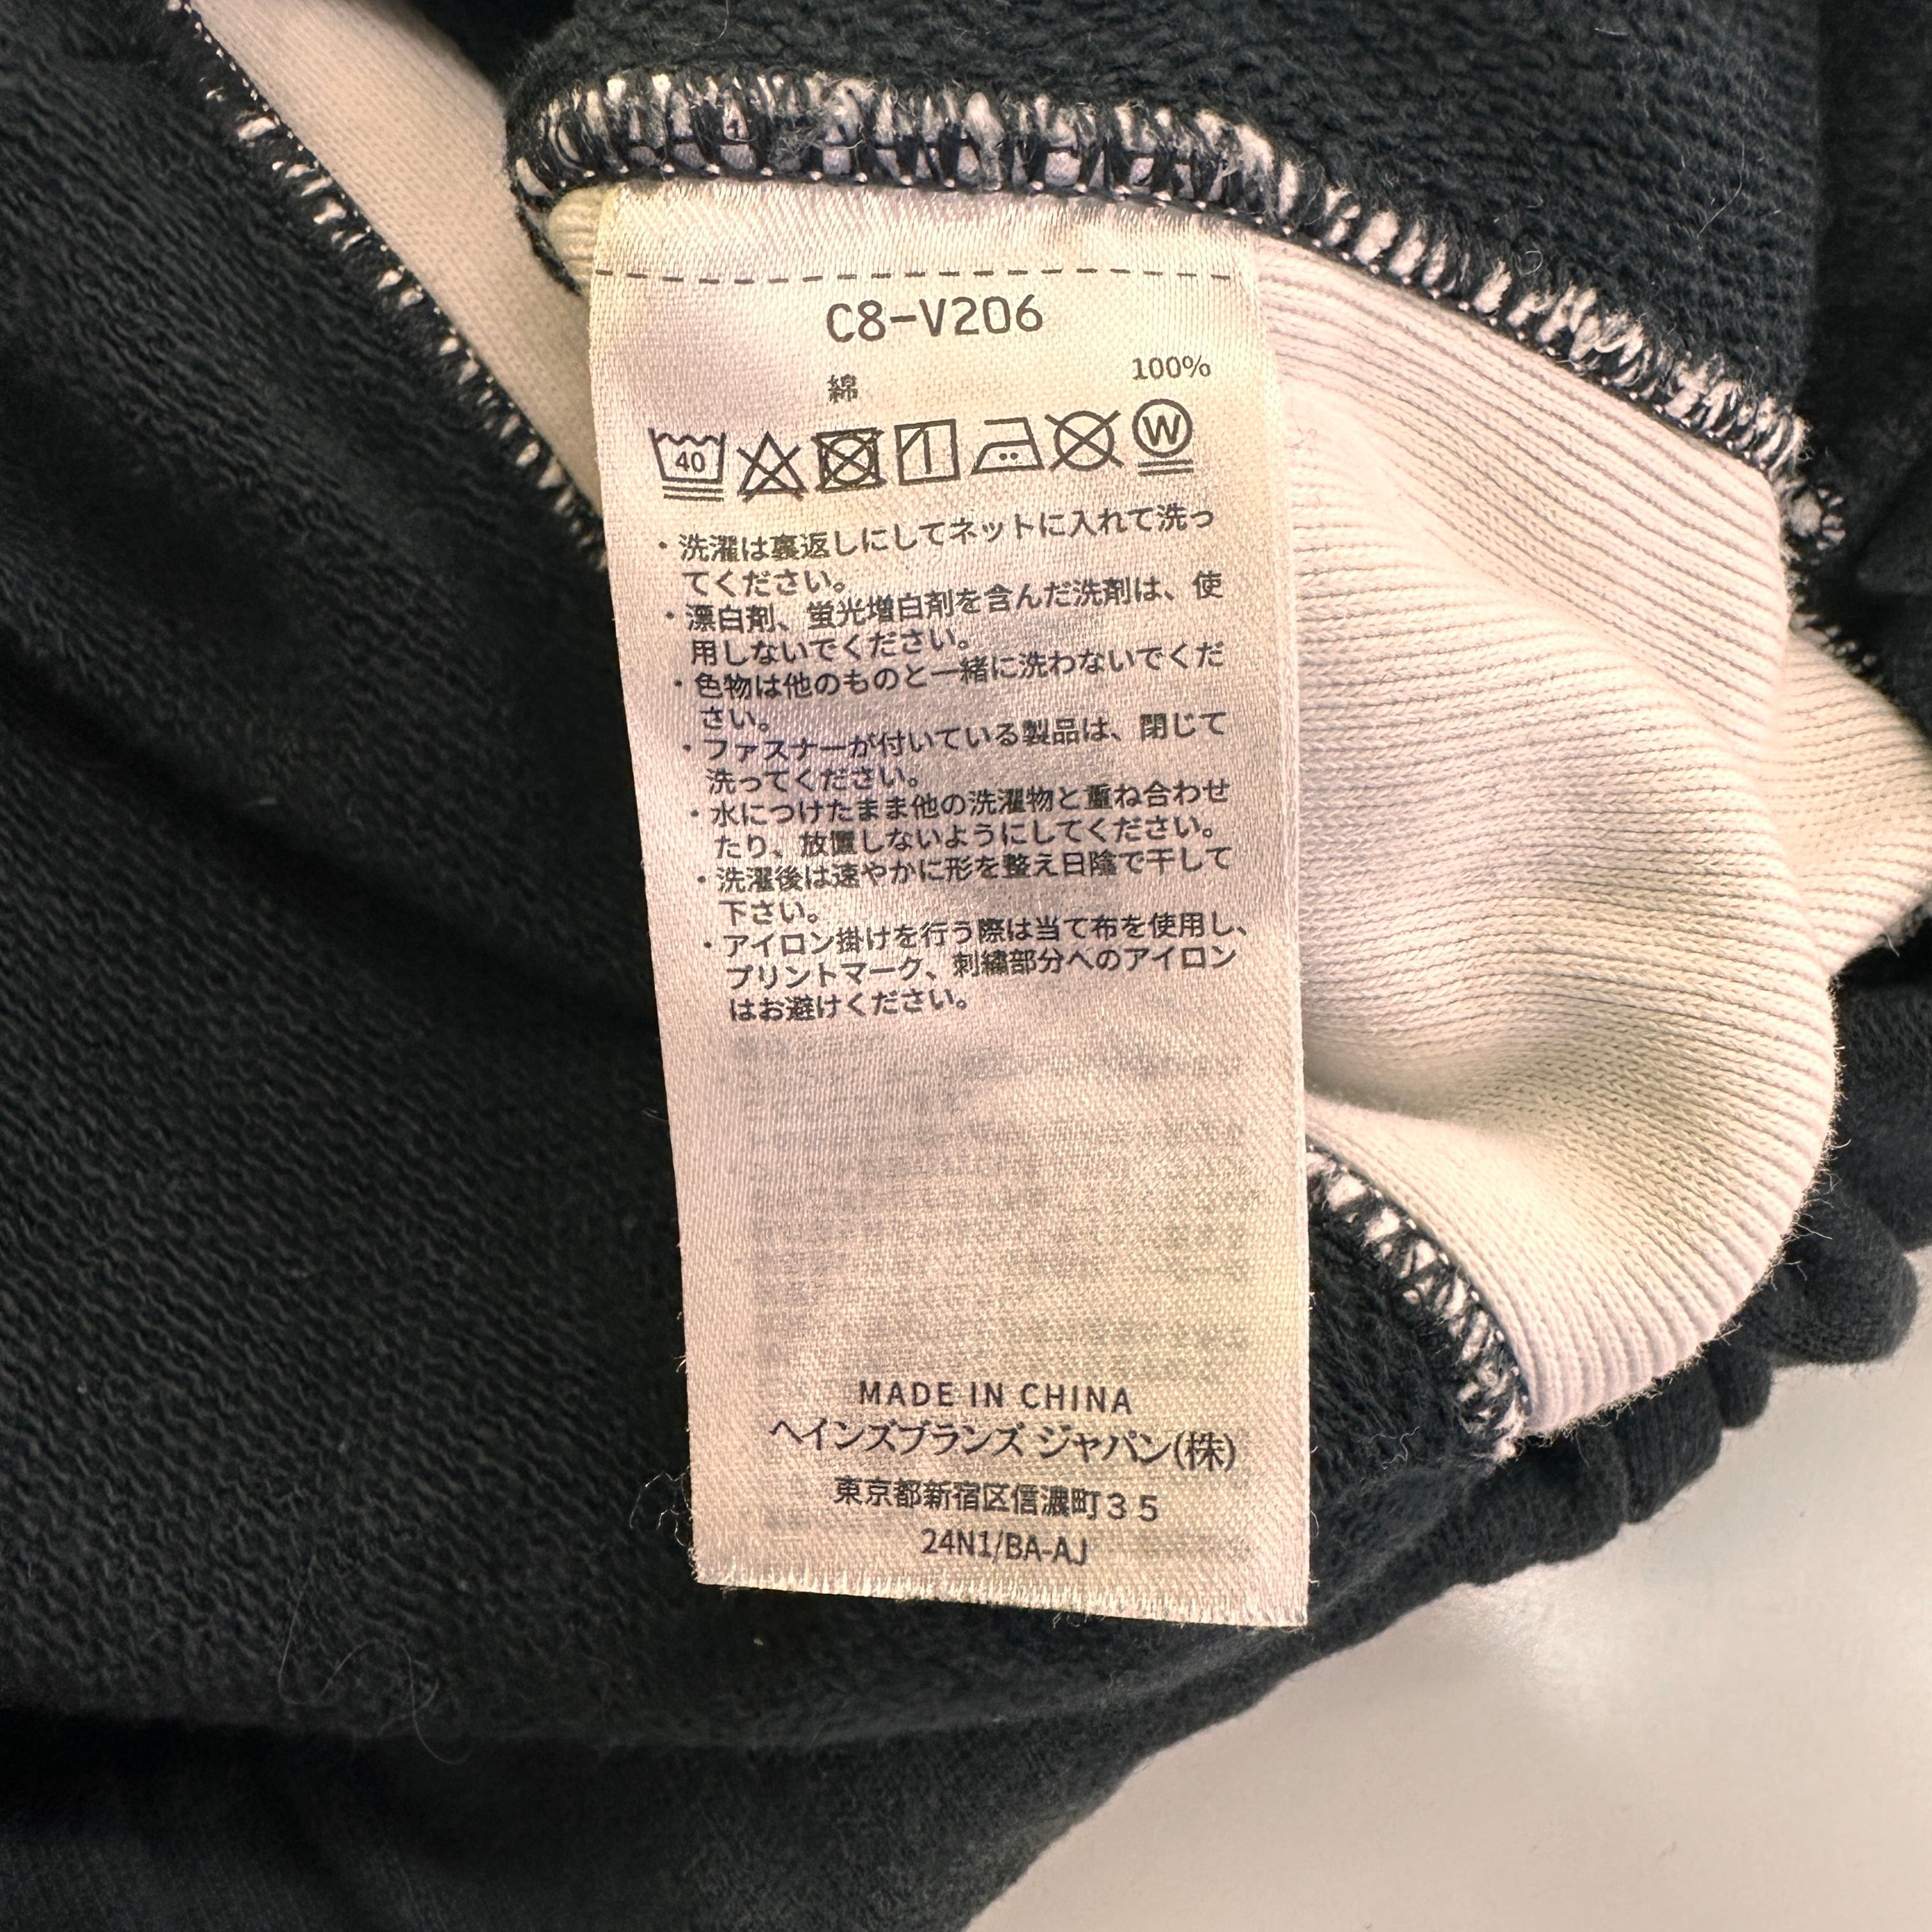 C8-V206
綿 100%
40 W
・洗濯は裏返しにしてネットに入れて洗っ
てください。
・漂白剤、蛍光増白剤を含んだ洗剤は、使
用しないでください。
・色物は他のものと一緒に洗わないでくだ
さい。
・ファスナーが付いている製品は、閉じて
洗ってください。
・水につけたまま他の洗濯物と重ね合わせ
たり、放置しないようにしてください。
・洗濯後は速やかに形を整え日陰で干して
下さい。
・アイロン掛けを行う際は当て布を使用し、
プリントマーク、刺繍部分へのアイロン
はお避けください。
MADE IN CHINA
ヘインズブランズ ジャパン(株)
東京都新宿区信濃町３５
24N1/BA-AJ